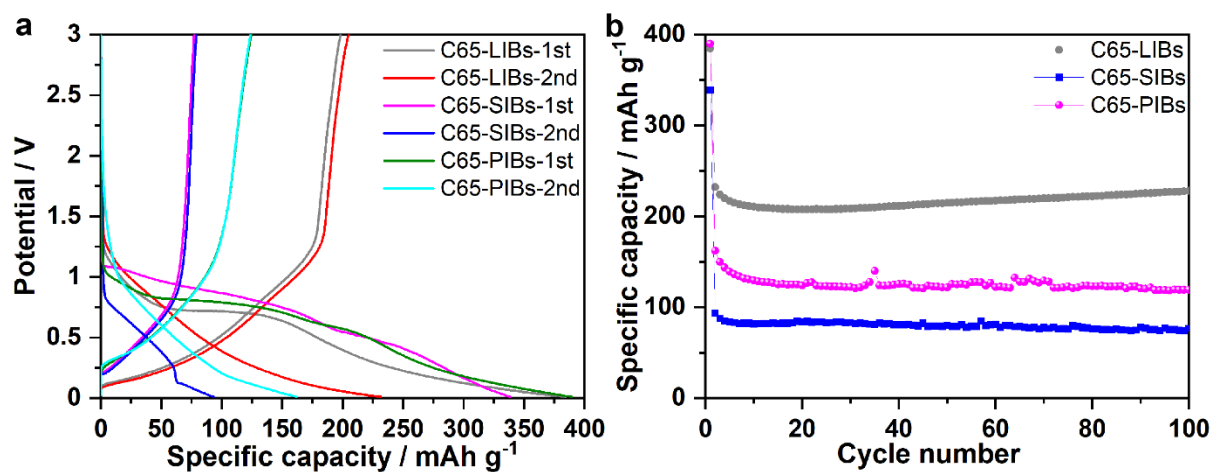 a
3
2.5
2
1.5
1
0.5
0
Potential / V
C65-LIBs-1st
C65-LIBs-2nd
C65-SIBs-1st
C65-SIBs-2nd
C65-PIBs-1st
C65-PIBs-2nd
0 50 100 150 200 250 300 350 400
Specific capacity / mAh g⁻¹
b
400
300
200
100
0
Specific capacity / mAh g⁻¹
C65-LIBs
C65-SIBs
C65-PIBs
0 20 40 60 80 100
Cycle number